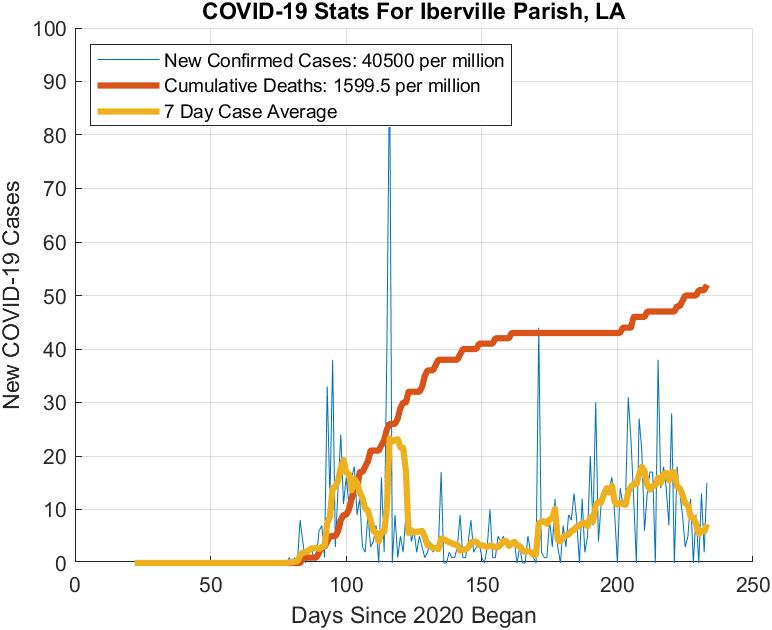 COVID-19 Stats For Iberville Parish, LA
New Confirmed Cases: 40500 per million
Cumulative Deaths: 1599.5 per million
7 Day Case Average
New COVID-19 Cases
100
90
80
70
60
50
40
30
20
10
0
0 50 100 150 200 250
Days Since 2020 Began